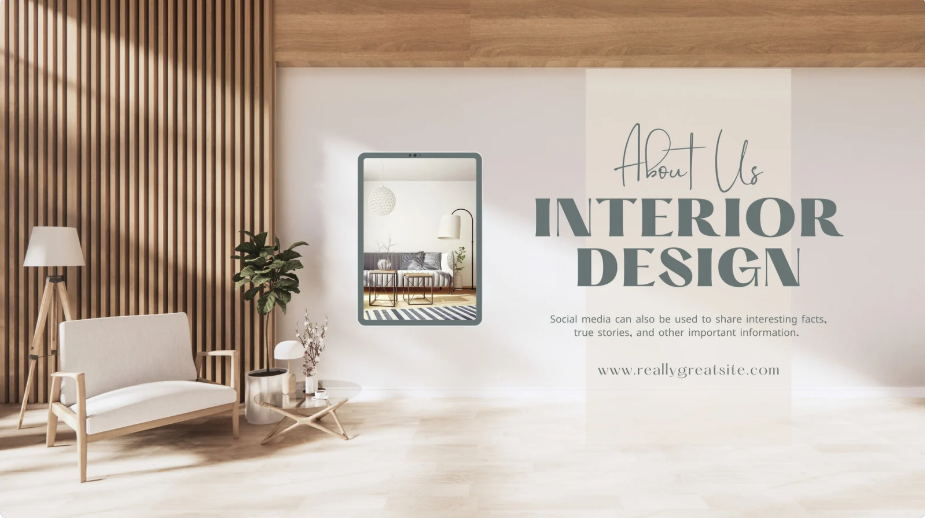 About Us
INTERIOR
DESIGN
Social media can also be used to share interesting facts,
true stories, and other important information.
www.reallygreatsite.com